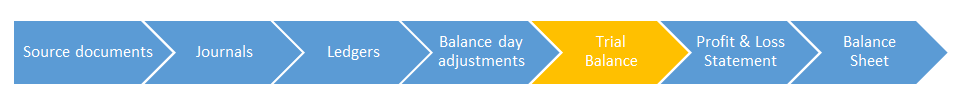 Source documents
Journals
Ledgers
Balance day
adjustments
Trial
Balance
Profit & Loss
Statement
Balance
Sheet